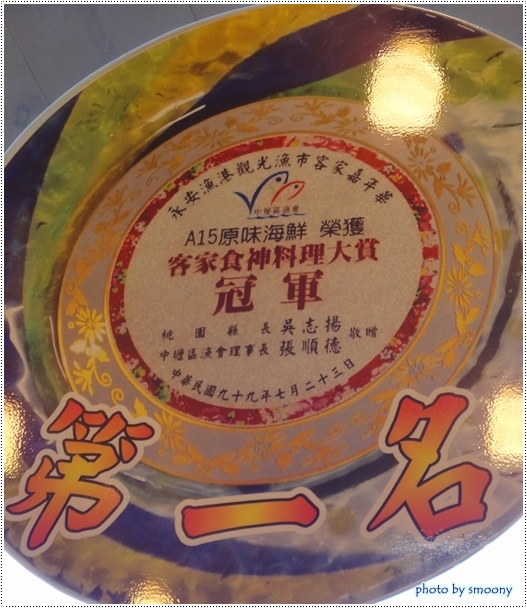 永安漁港觀光漁市客家嘉年華
中壢區漁會
A15原味海鮮 榮獲
客家食神料理大賞
冠軍
桃園縣長吳志揚
中壢區漁會理事長張順德 敬贈
中華民國九十九年七月二十三日
第一名
photo by smoony